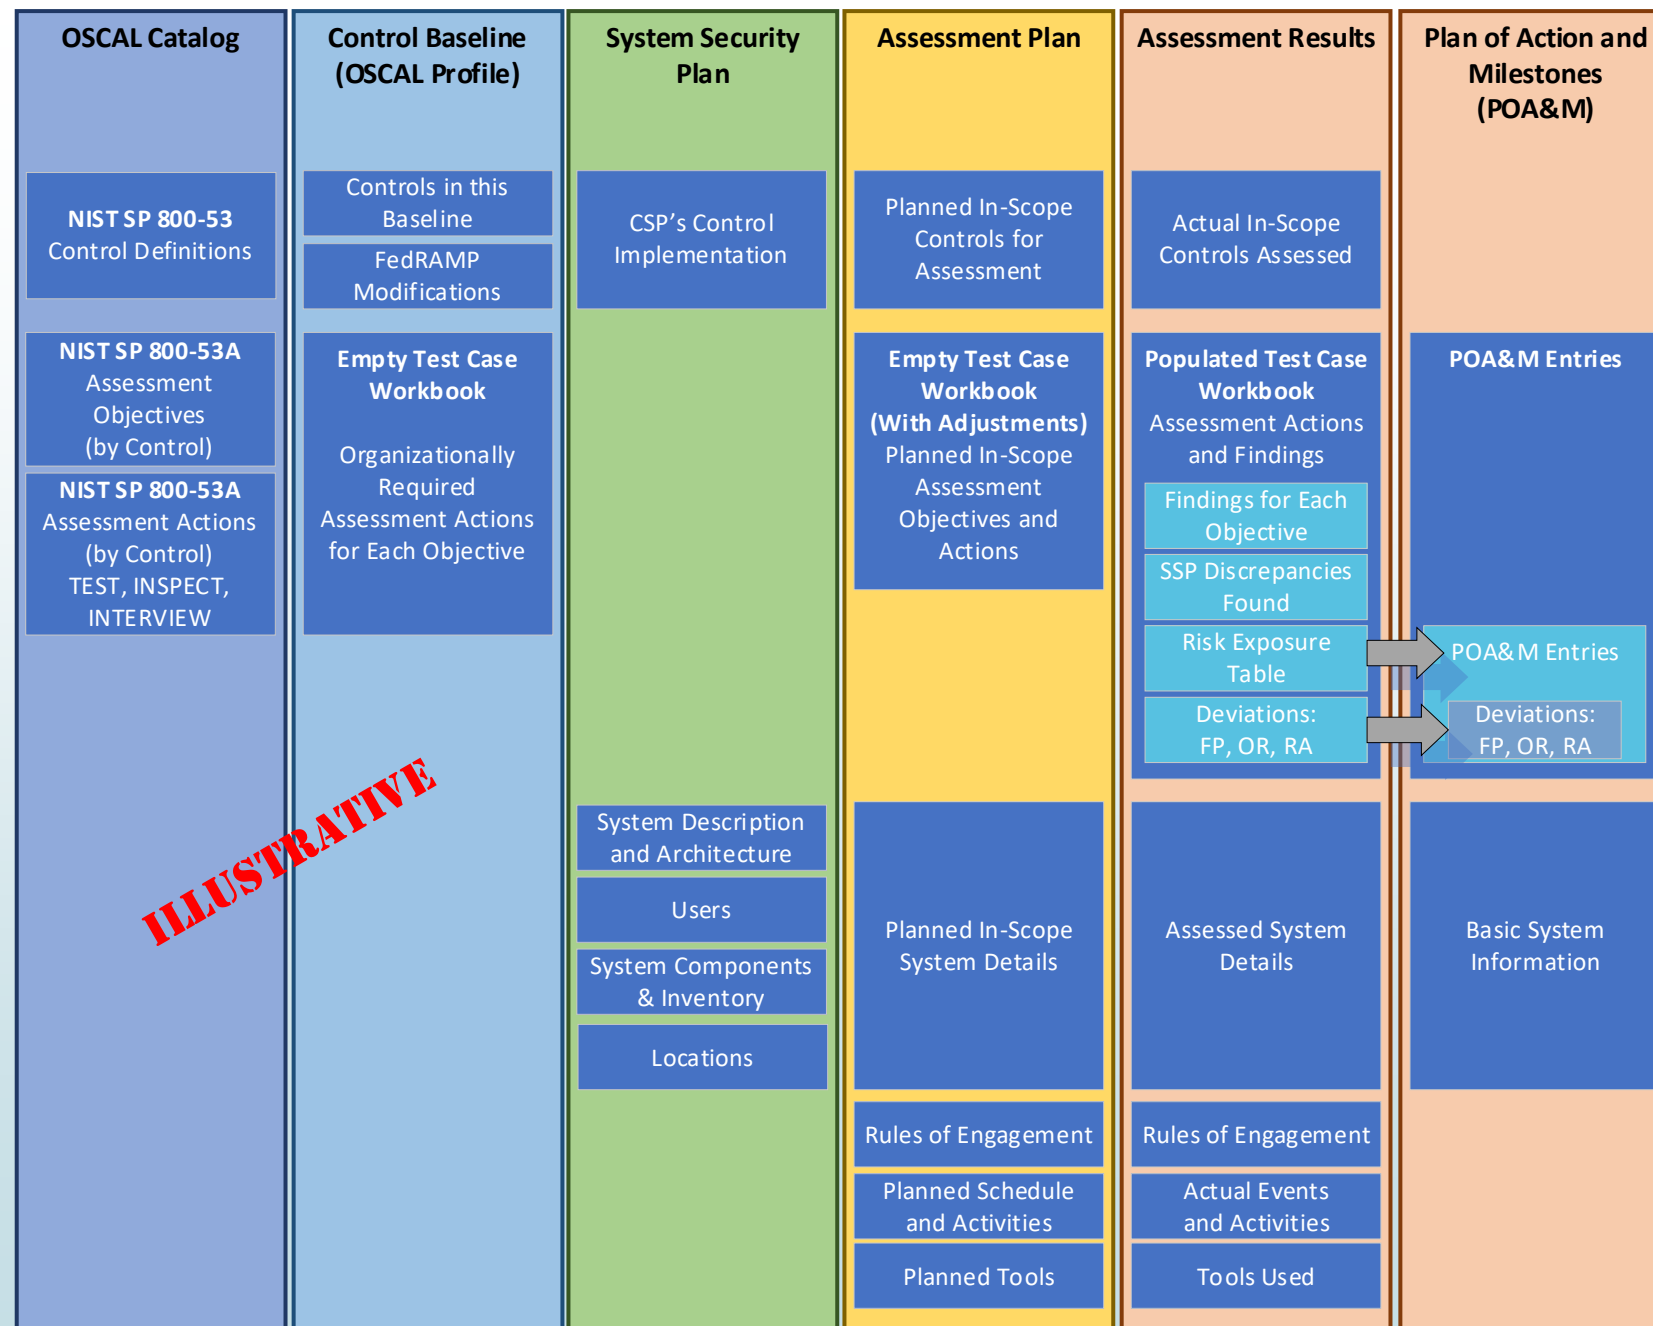 OSCAL Catalog
NIST SP 800-53
Control Definitions
NIST SP 800-53A
Assessment
Objectives
(by Control)
NIST SP 800-53A
Assessment Actions
(by Control)
TEST, INSPECT,
INTERVIEW
Control Baseline
(OSCAL Profile)
Controls in this
Baseline
FedRAMP
Modifications
Empty Test Case
Workbook
Organizationally
Required
Assessment Actions
for Each Objective
ILLUSTRATIVE
System Security
Plan
CSP’s Control
Implementation
System Description
and Architecture
Users
System Components
& Inventory
Locations
Assessment Plan
Planned In-Scope
Controls for
Assessment
Empty Test Case
Workbook
(With Adjustments)
Planned In-Scope
Assessment
Objectives and
Actions
Planned In-Scope
System Details
Rules of Engagement
Planned Schedule
and Activities
Planned Tools
Assessment Results
Actual In-Scope
Controls Assessed
Populated Test Case
Workbook
Assessment Actions
and Findings
Findings for Each
Objective
SSP Discrepancies
Found
Risk Exposure
Table
Deviations:
FP, OR, RA
Assessed System
Details
Rules of Engagement
Actual Events
and Activities
Tools Used
Plan of Action and
Milestones
(POA&M)
POA&M Entries
POA&M Entries
Deviations:
FP, OR, RA
Basic System
Information